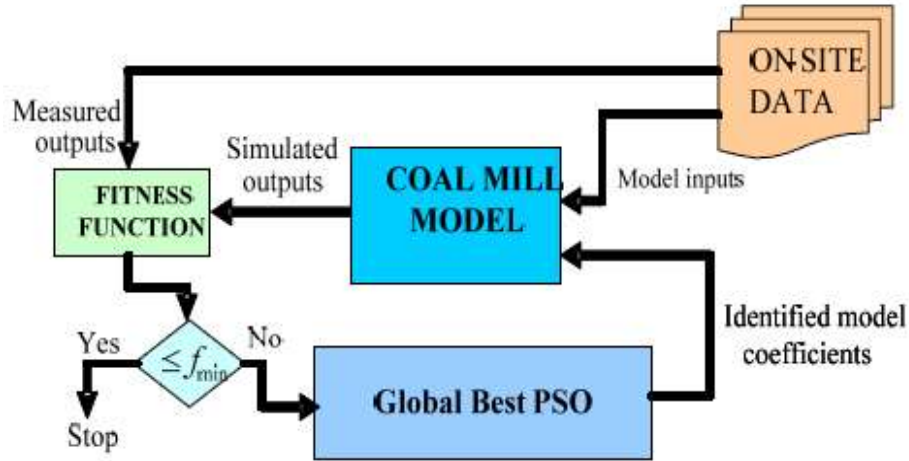 ON-SITE
DATA
Measured
outputs
Simulated
outputs
COAL MILL
MODEL
Model inputs
FITNESS
FUNCTION
Identified model
coefficients
Yes
≤ fmin
No
Global Best PSO
Stop